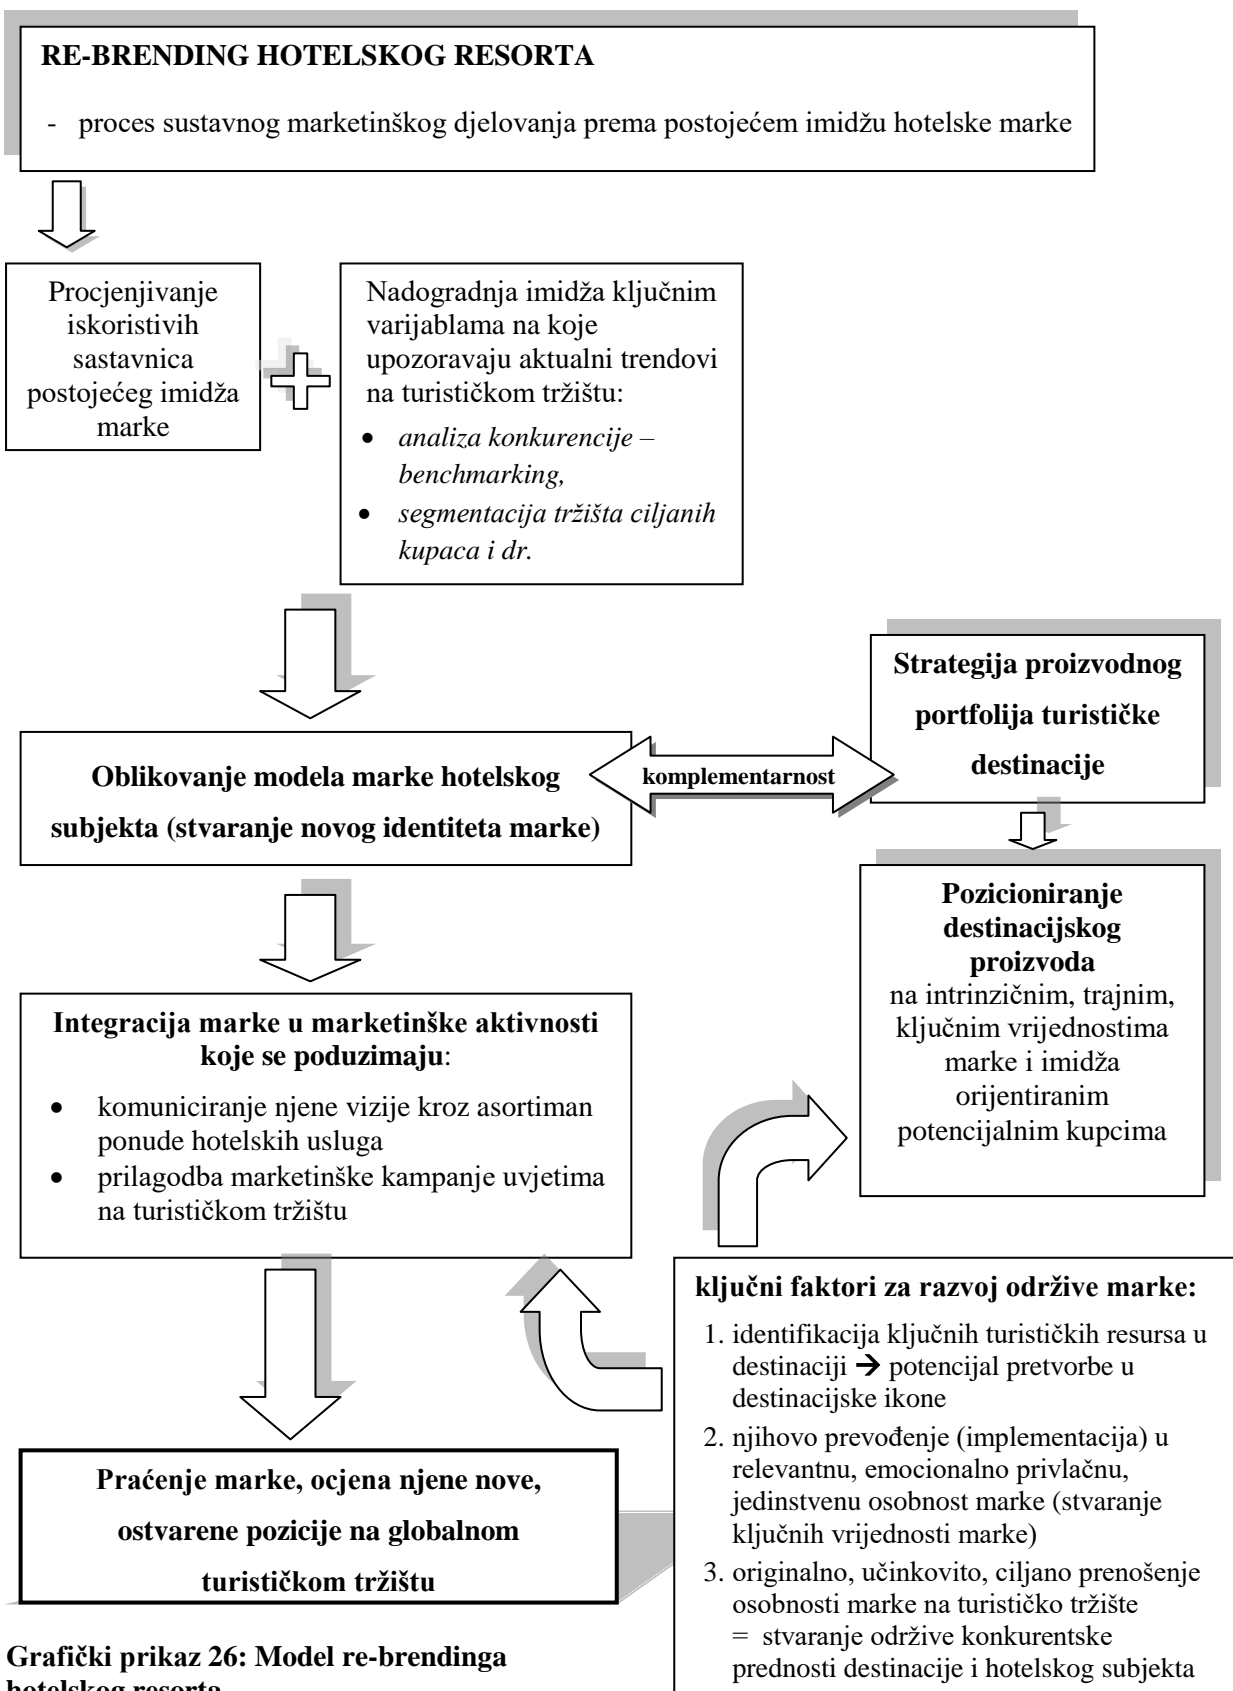 RE-BRENDING HOTELSKOG RESORTA
- proces sustavnog marketinškog djelovanja prema postojećem imidžu hotelske marke
Procjenjivanje
iskoristivih
sastavnica
postojećeg imidža
marke
Nadogradnja imidža ključnim
varijablama na koje
upozoravaju aktualni trendovi
na turističkom tržištu:
• analiza konkurencije –
benchmarking,
• segmentacija tržišta ciljanih
kupaca i dr.
Oblikovanje modela marke hotelskog
subjekta (stvaranje novog identiteta marke)
komplementarnost
Strategija proizvodnog
portfolija turističke
destinacije
Pozicioniranje
destinacijskog
proizvoda
na intrinzičnim, trajnim,
ključnim vrijednostima
marke i imidža
orijentiranim
potencijalnim kupcima
Integracija marke u marketinške aktivnosti
koje se poduzimaju:
• komuniciranje njene vizije kroz asortiman
ponude hotelskih usluga
• prilagodba marketinške kampanje uvjetima
na turističkom tržištu
ključni faktori za razvoj održive marke:
1. identifikacija ključnih turističkih resursa u
destinaciji → potencijal pretvorbe u
destinacijske ikone
2. njihovo prevođenje (implementacija) u
relevantnu, emocionalno privlačnu,
jedinstvenu osobnost marke (stvaranje
ključnih vrijednosti marke)
3. originalno, učinkovito, ciljano prenošenje
osobnosti marke na turističko tržište
= stvaranje održive konkurentske
prednosti destinacije i hotelskog subjekta
Praćenje marke, ocjena njene nove,
ostvarene pozicije na globalnom
turističkom tržištu
Grafički prikaz 26: Model re-brendinga
hotelskog resorta